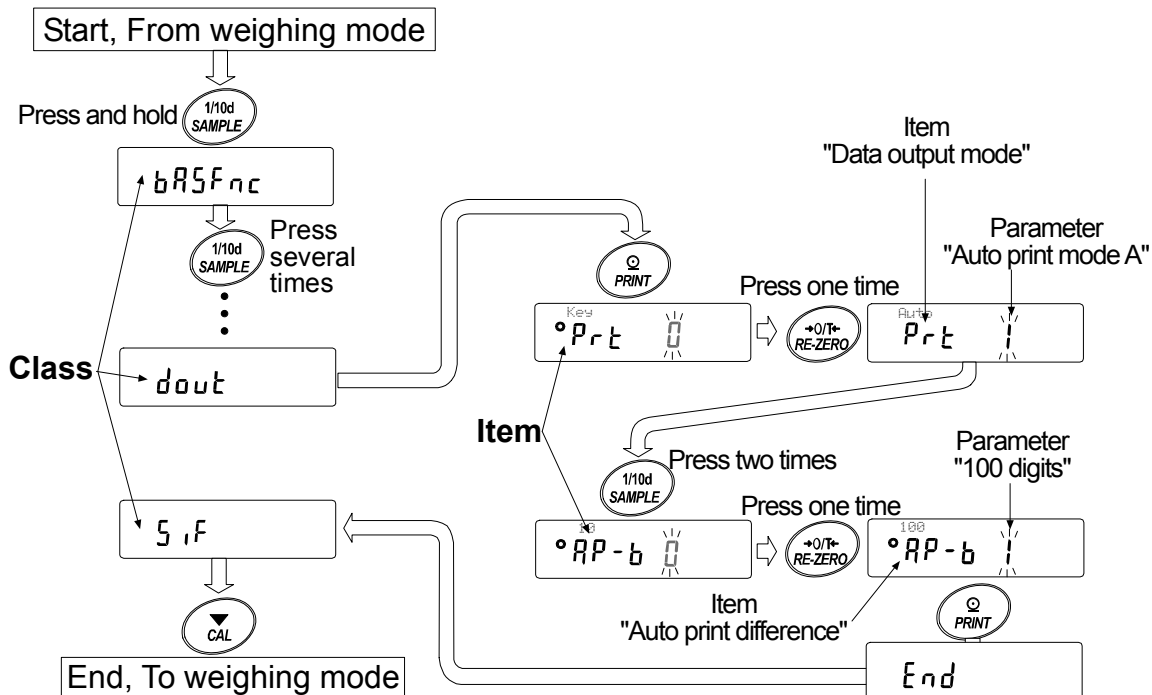 Start, From weighing mode
Press and hold
1/10d
SAMPLE
bASFnc
1/10d
SAMPLE
Press
several
times
Class
dout
PRINT
Key
Prt 0
Press one time
→0/T←
RE-ZERO
Item
"Data output mode"
Parameter
"Auto print mode A"
Auto
Prt 1
Item
1/10d
SAMPLE
Press two times
10
AP-b 0
Press one time
→0/T←
RE-ZERO
Parameter
"100 digits"
100
AP-b 1
Item
"Auto print difference"
PRINT
End
SiF
CAL
End, To weighing mode